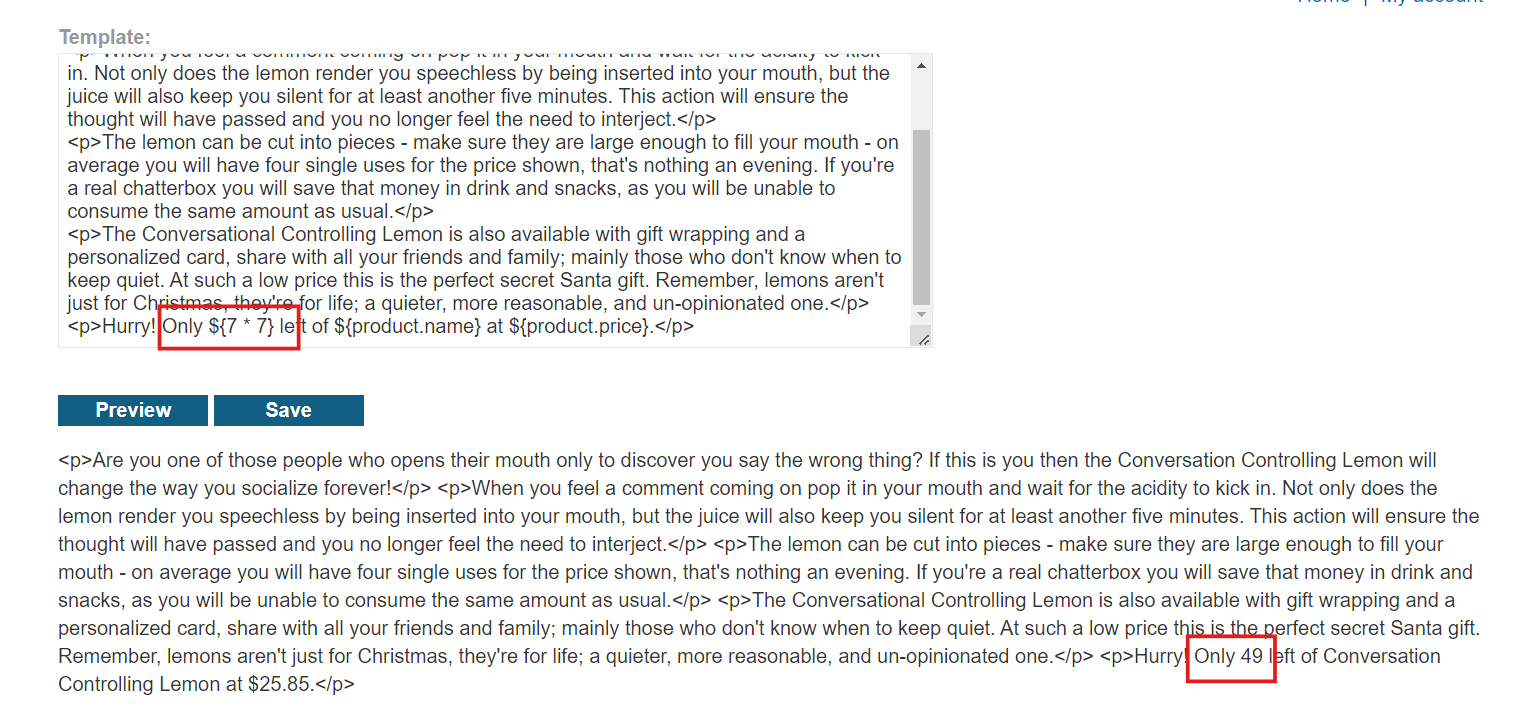 Home | My account
Template:
<p>When you feel a comment coming on pop it in your mouth and wait for the acidity to kick
in. Not only does the lemon render you speechless by being inserted into your mouth, but the
juice will also keep you silent for at least another five minutes. This action will ensure the
thought will have passed and you no longer feel the need to interject.</p>
<p>The lemon can be cut into pieces - make sure they are large enough to fill your mouth - on
average you will have four single uses for the price shown, that's nothing an evening. If you're
a real chatterbox you will save that money in drink and snacks, as you will be unable to
consume the same amount as usual.</p>
<p>The Conversational Controlling Lemon is also available with gift wrapping and a
personalized card, share with all your friends and family; mainly those who don't know when to
keep quiet. At such a low price this is the perfect secret Santa gift. Remember, lemons aren't
just for Christmas, they're for life; a quieter, more reasonable, and un-opinionated one.</p>
<p>Hurry! Only ${7 * 7} left of ${product.name} at ${product.price}.</p>
Preview Save
<p>Are you one of those people who opens their mouth only to discover you say the wrong thing? If this is you then the Conversation Controlling Lemon will
change the way you socialize forever!</p> <p>When you feel a comment coming on pop it in your mouth and wait for the acidity to kick in. Not only does the
lemon render you speechless by being inserted into your mouth, but the juice will also keep you silent for at least another five minutes. This action will ensure the
thought will have passed and you no longer feel the need to interject.</p> <p>The lemon can be cut into pieces - make sure they are large enough to fill your
mouth - on average you will have four single uses for the price shown, that's nothing an evening. If you're a real chatterbox you will save that money in drink and
snacks, as you will be unable to consume the same amount as usual.</p> <p>The Conversational Controlling Lemon is also available with gift wrapping and a
personalized card, share with all your friends and family; mainly those who don't know when to keep quiet. At such a low price this is the perfect secret Santa gift.
Remember, lemons aren't just for Christmas, they're for life; a quieter, more reasonable, and un-opinionated one.</p> <p>Hurry! Only 49 left of Conversation
Controlling Lemon at $25.85.</p>